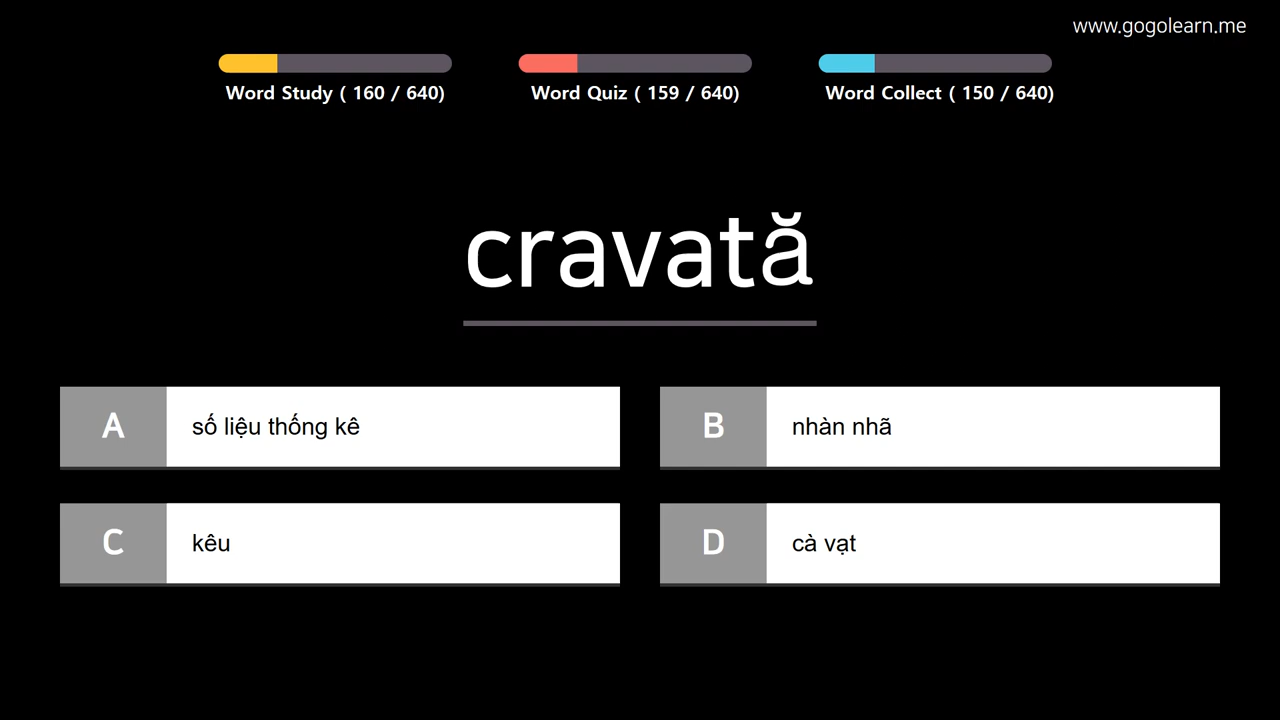 www.gogolearn.me
Word Study ( 160 / 640)
Word Quiz ( 159 / 640)
Word Collect ( 150 / 640)
cravată
A
số liệu thống kê
B
nhàn nhã
C
kêu
D
cà vạt